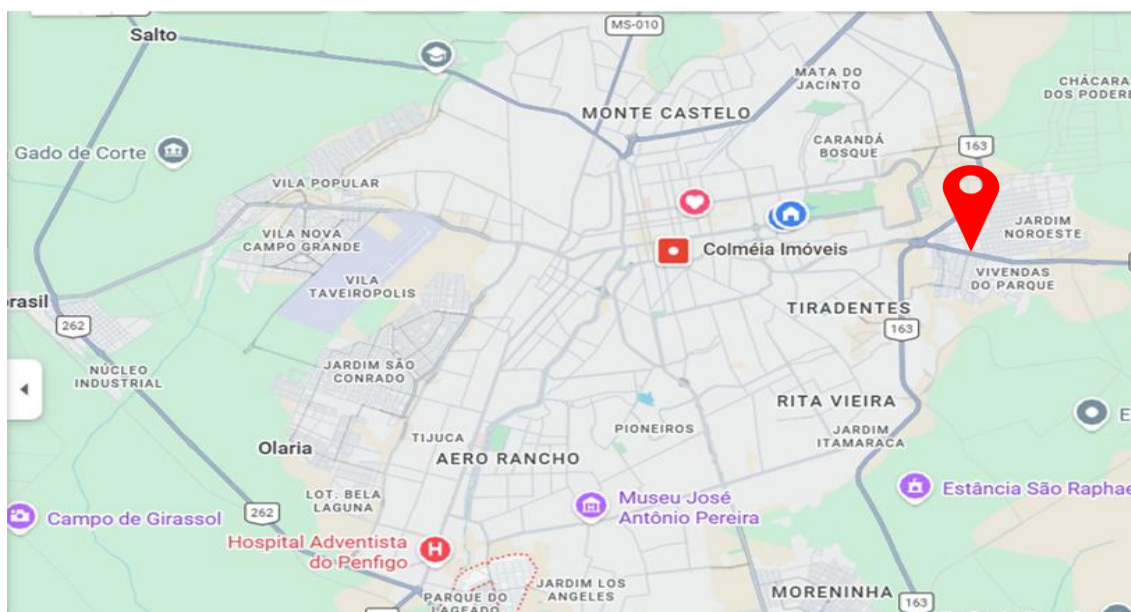 MS-010
Salto
MATA DO
JACINTO
CHÁCARA
DOS PODERE
MONTE CASTELO
CARANDÁ
BOSQUE
163
Gado de Corte
VILA POPULAR
JARDIM
NOROESTE
VILA NOVA
CAMPO GRANDE
Colméia Imóveis
VILA
TAVEIROPOLIS
VIVENDAS
DO PARQUE
rasil
TIRADENTES
262
163
JARDIM SÃO
CONRADO
NÚCLEO
INDUSTRIAL
RITA VIEIRA
E
PIONEIROS
JARDIM
ITAMARACA
TIJUCA
Olaria
AERO RANCHO
Estância São Raphae
LOT. BELA
LAGUNA
Museu José
Antônio Pereira
Campo de Girassol
262
Hospital Adventista
do Penfigo
H
JARDIM LOS
ANGELES
MORENINHA
PARQUE DO
LAGEADO
163